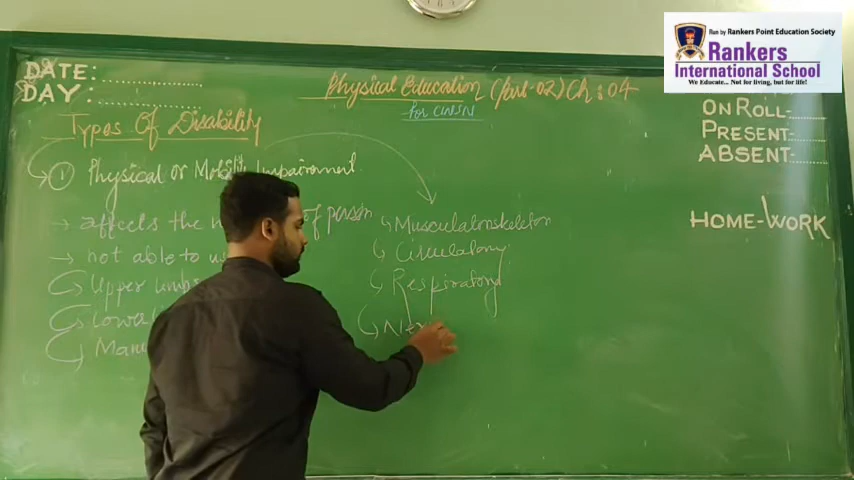 Run by Rankers Point Education Society
Rankers
International School
We Educate... Not for living, but for life!
DATE:
DAY:
Physical Education (Part-02) Ch:04
for CWSN
ON ROLL-
PRESENT-
ABSENT-
HOME-WORK
Types Of Disability
1 Physical or Mobility Impairment
→ affects the of person
→ not able to
Upper limbs
Lower
Manu
Musculatonskeleton
Circulatory
Respiratory
Ner